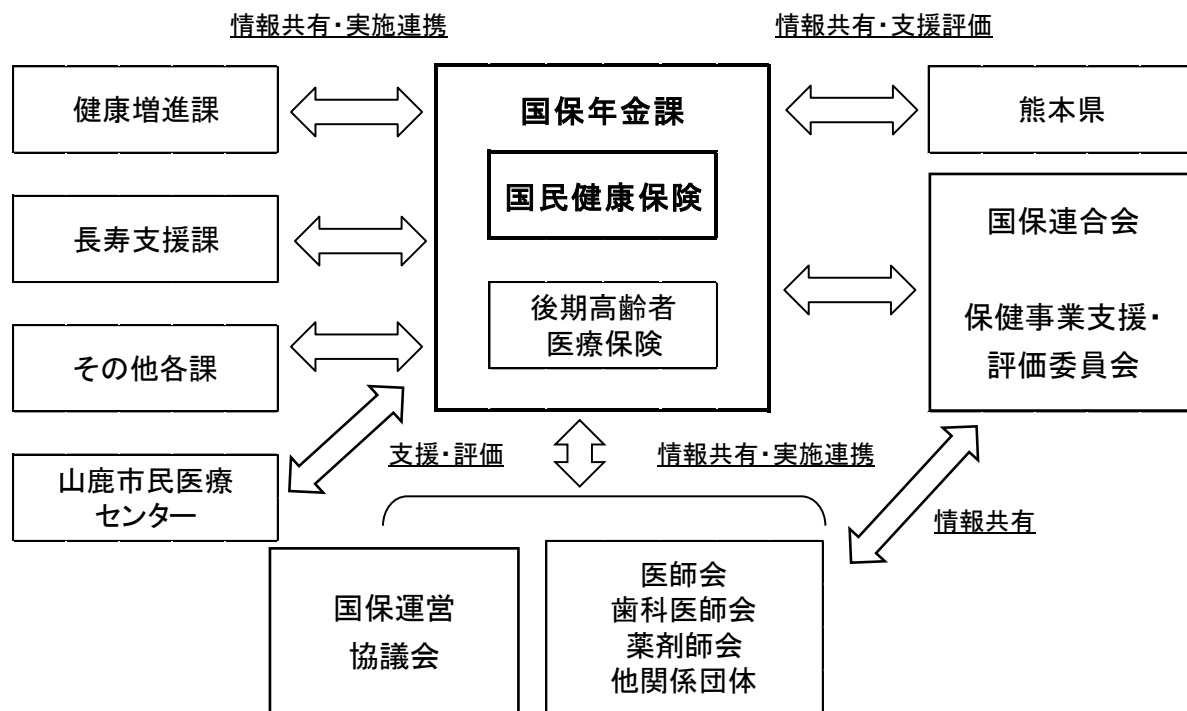 情報共有・実施連携
情報共有・支援評価
健康増進課
国保年金課
熊本県
国民健康保険
長寿支援課
国保連合会
後期高齢者
医療保険
保健事業支援・
評価委員会
その他各課
支援・評価
情報共有・実施連携
山鹿市民医療
センター
情報共有
国保運営
協議会
医師会
歯科医師会
薬剤師会
他関係団体